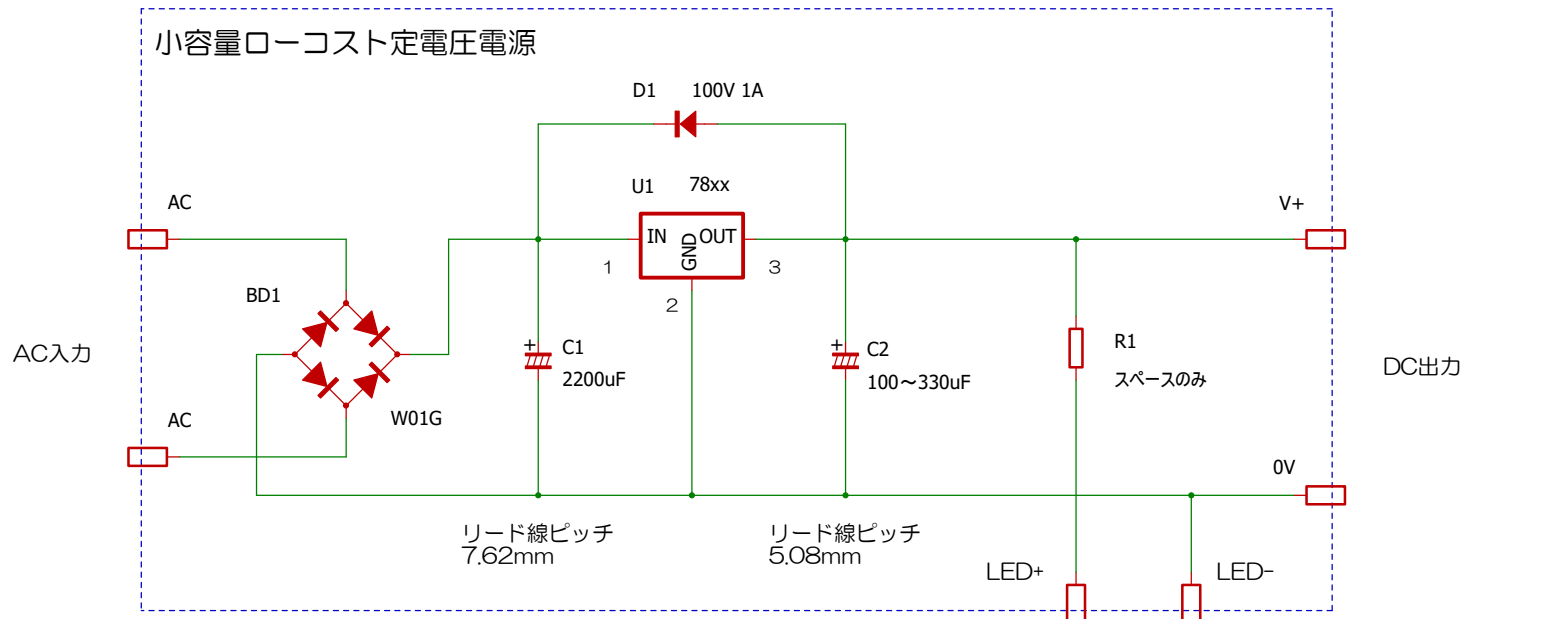 小容量ローコスト定電圧電源
D1 100V 1A
U1 78xx
AC
V+
IN GND OUT
1
3
2
BD1
AC入力
+ C1
2200uF
+ C2
100～330uF
R1
スペースのみ
DC出力
AC
W01G
0V
リード線ピッチ
7.62mm
リード線ピッチ
5.08mm
LED+
LED-